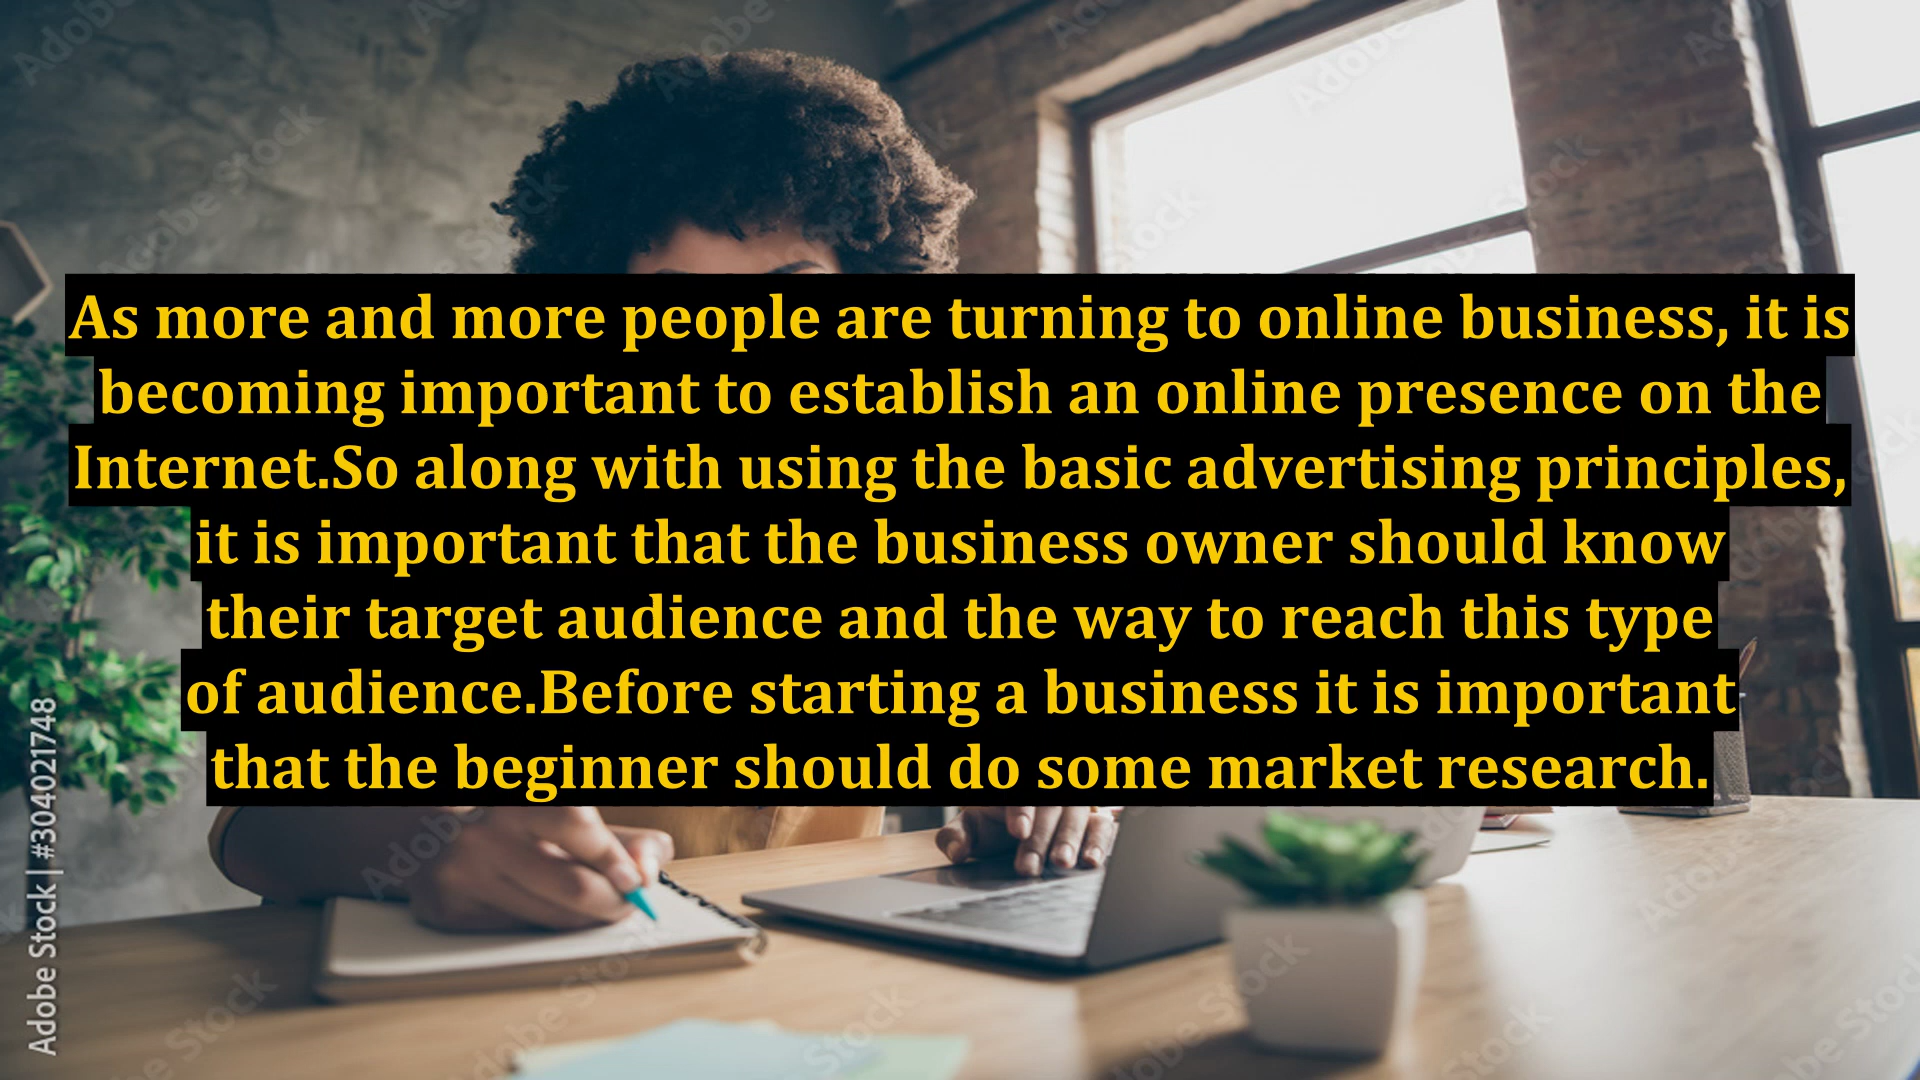 As more and more people are turning to online business, it is
becoming important to establish an online presence on the
Internet.So along with using the basic advertising principles,
it is important that the business owner should know
their target audience and the way to reach this type
of audience.Before starting a business it is important
that the beginner should do some market research.
Adobe Stock | #304021748